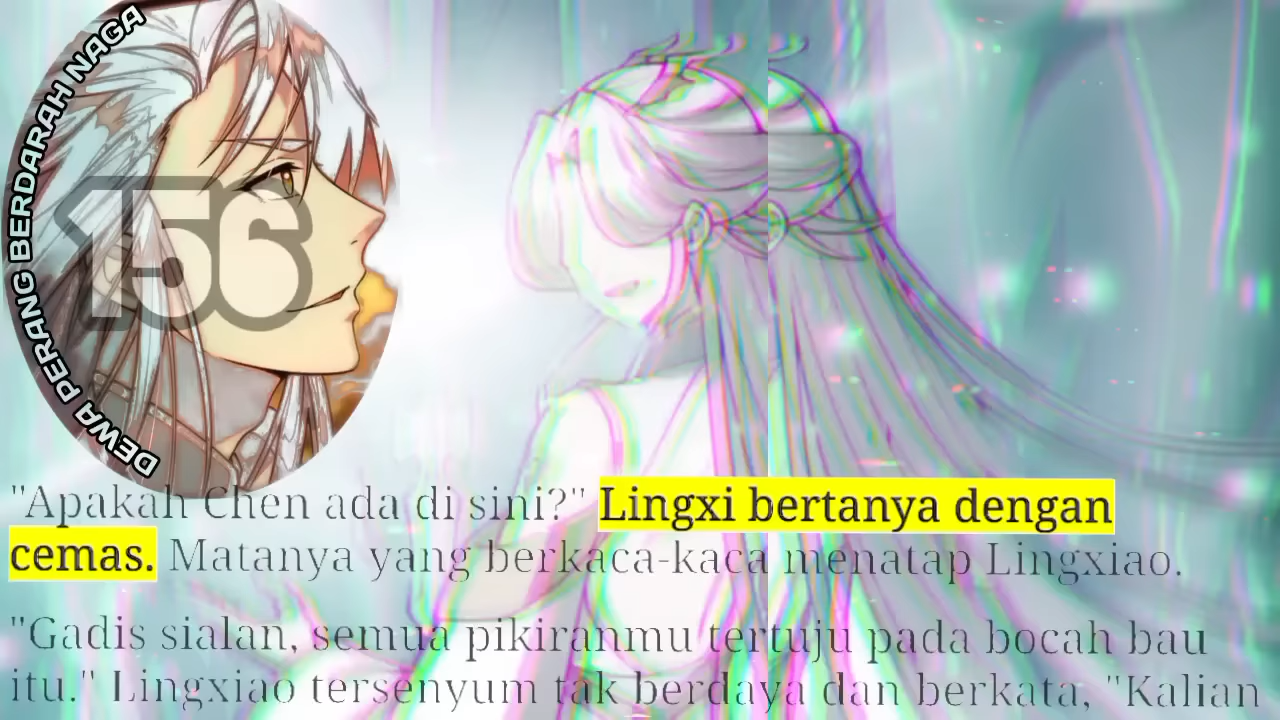 DEWA PERANG BERDARAH NAGA
156
"Apakah Chen ada di sini?" Lingxi bertanya dengan
cemas. Matanya yang berkaca-kaca menatap Lingxiao.
"Gadis sialan, semua pikiranmu tertuju pada bocah bau
itu." Lingxiao tersenyum tak berdaya dan berkata, "Kalian